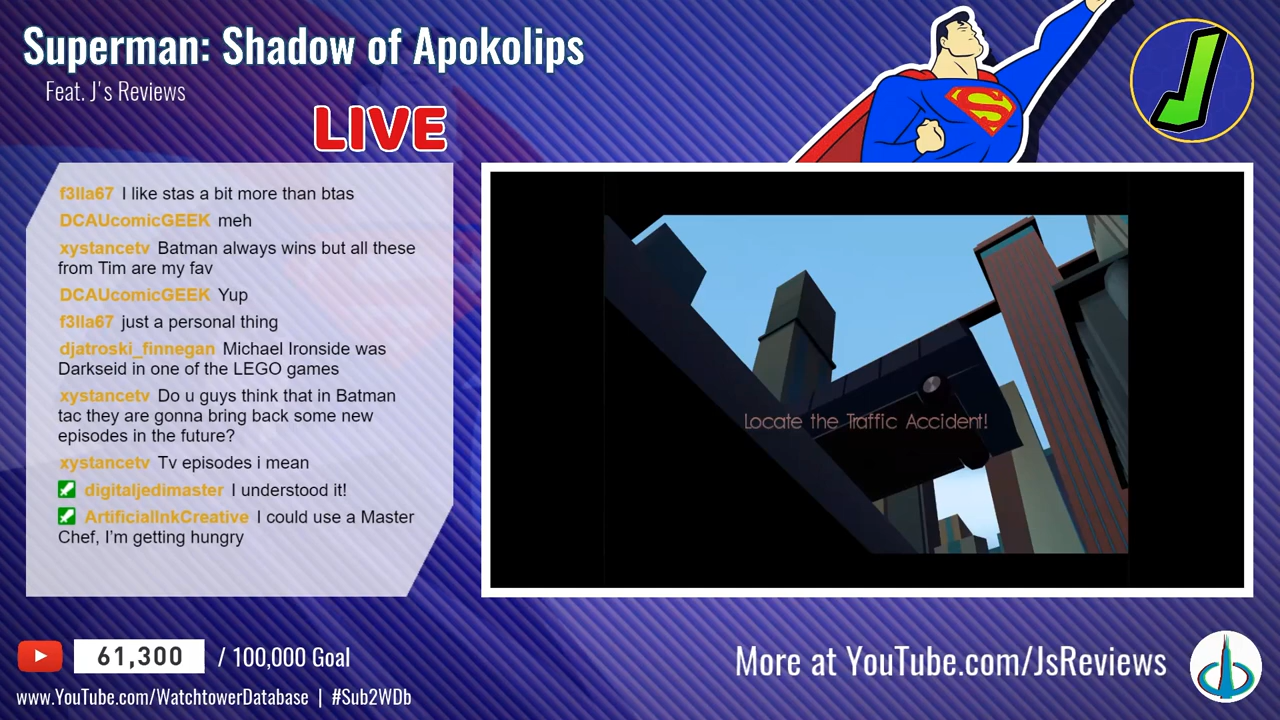 Superman: Shadow of Apokolips
Feat. J's Reviews
LIVE
f3lla67 I like stas a bit more than btas
DCAUcomicGEEK meh
xystancetv Batman always wins but all these
from Tim are my fav
DCAUcomicGEEK Yup
f3lla67 just a personal thing
djatroski_finnegan Michael Ironside was
Darkseid in one of the LEGO games
xystancetv Do u guys think that in Batman
tac they are gonna bring back some new
episodes in the future?
xystancetv Tv episodes i mean
digitaljedimaster I understood it!
ArtificialInkCreative I could use a Master
Chef, I'm getting hungry
S
J
Locate the Traffic Accident!
61,300 / 100,000 Goal
www.YouTube.com/WatchtowerDatabase | #Sub2WDb
More at YouTube.com/JsReviews